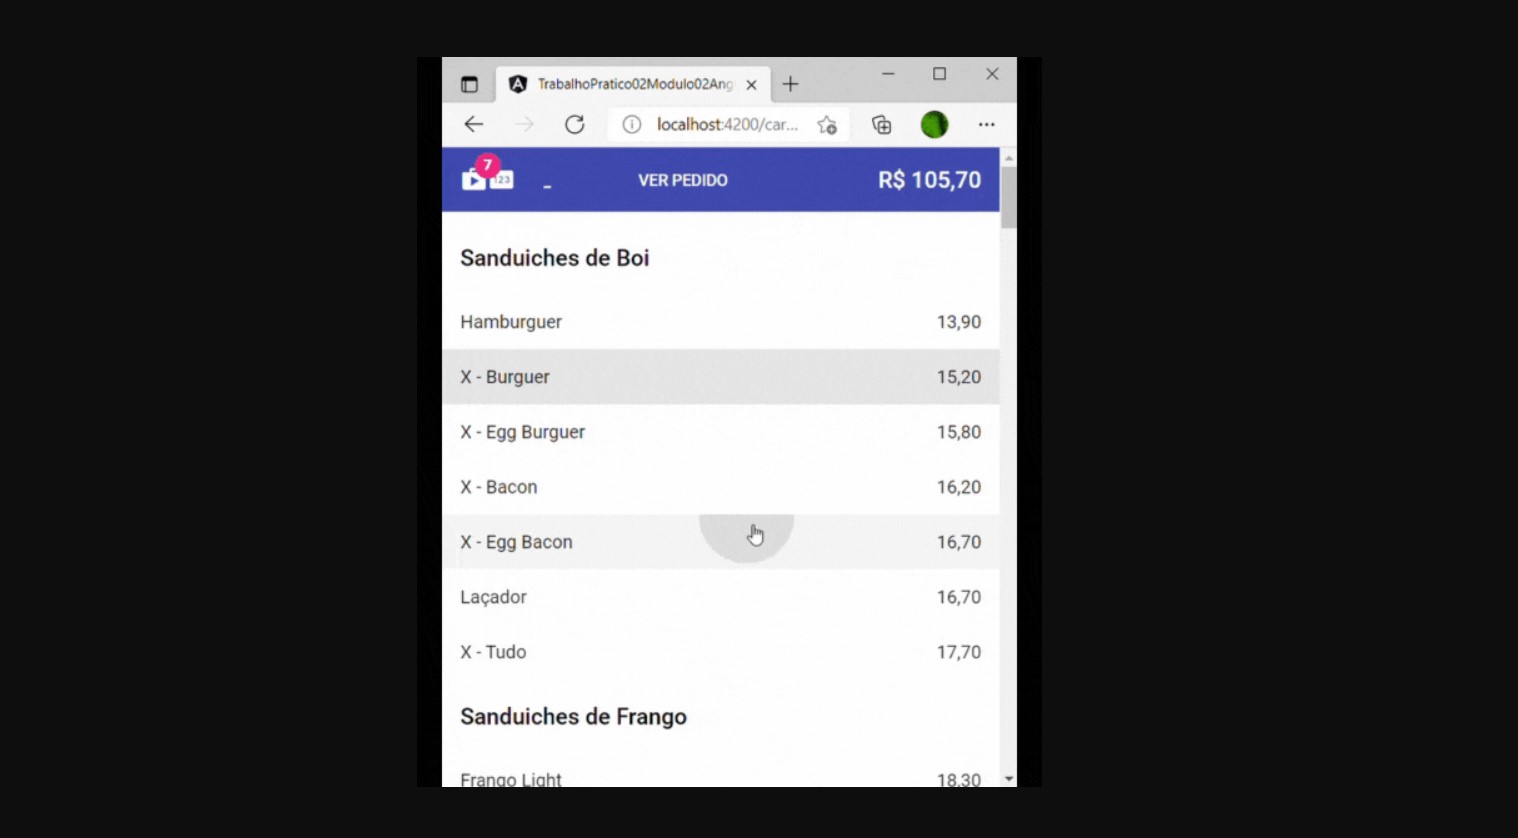 TrabalhoPratico02Modulo02Ang
localhost:4200/car...
7
123
VER PEDIDO
R$ 105,70
Sanduiches de Boi
Hamburguer 13,90
X - Burguer 15,20
X - Egg Burguer 15,80
X - Bacon 16,20
X - Egg Bacon 16,70
Laçador 16,70
X - Tudo 17,70
Sanduiches de Frango
Frango Light 18,30